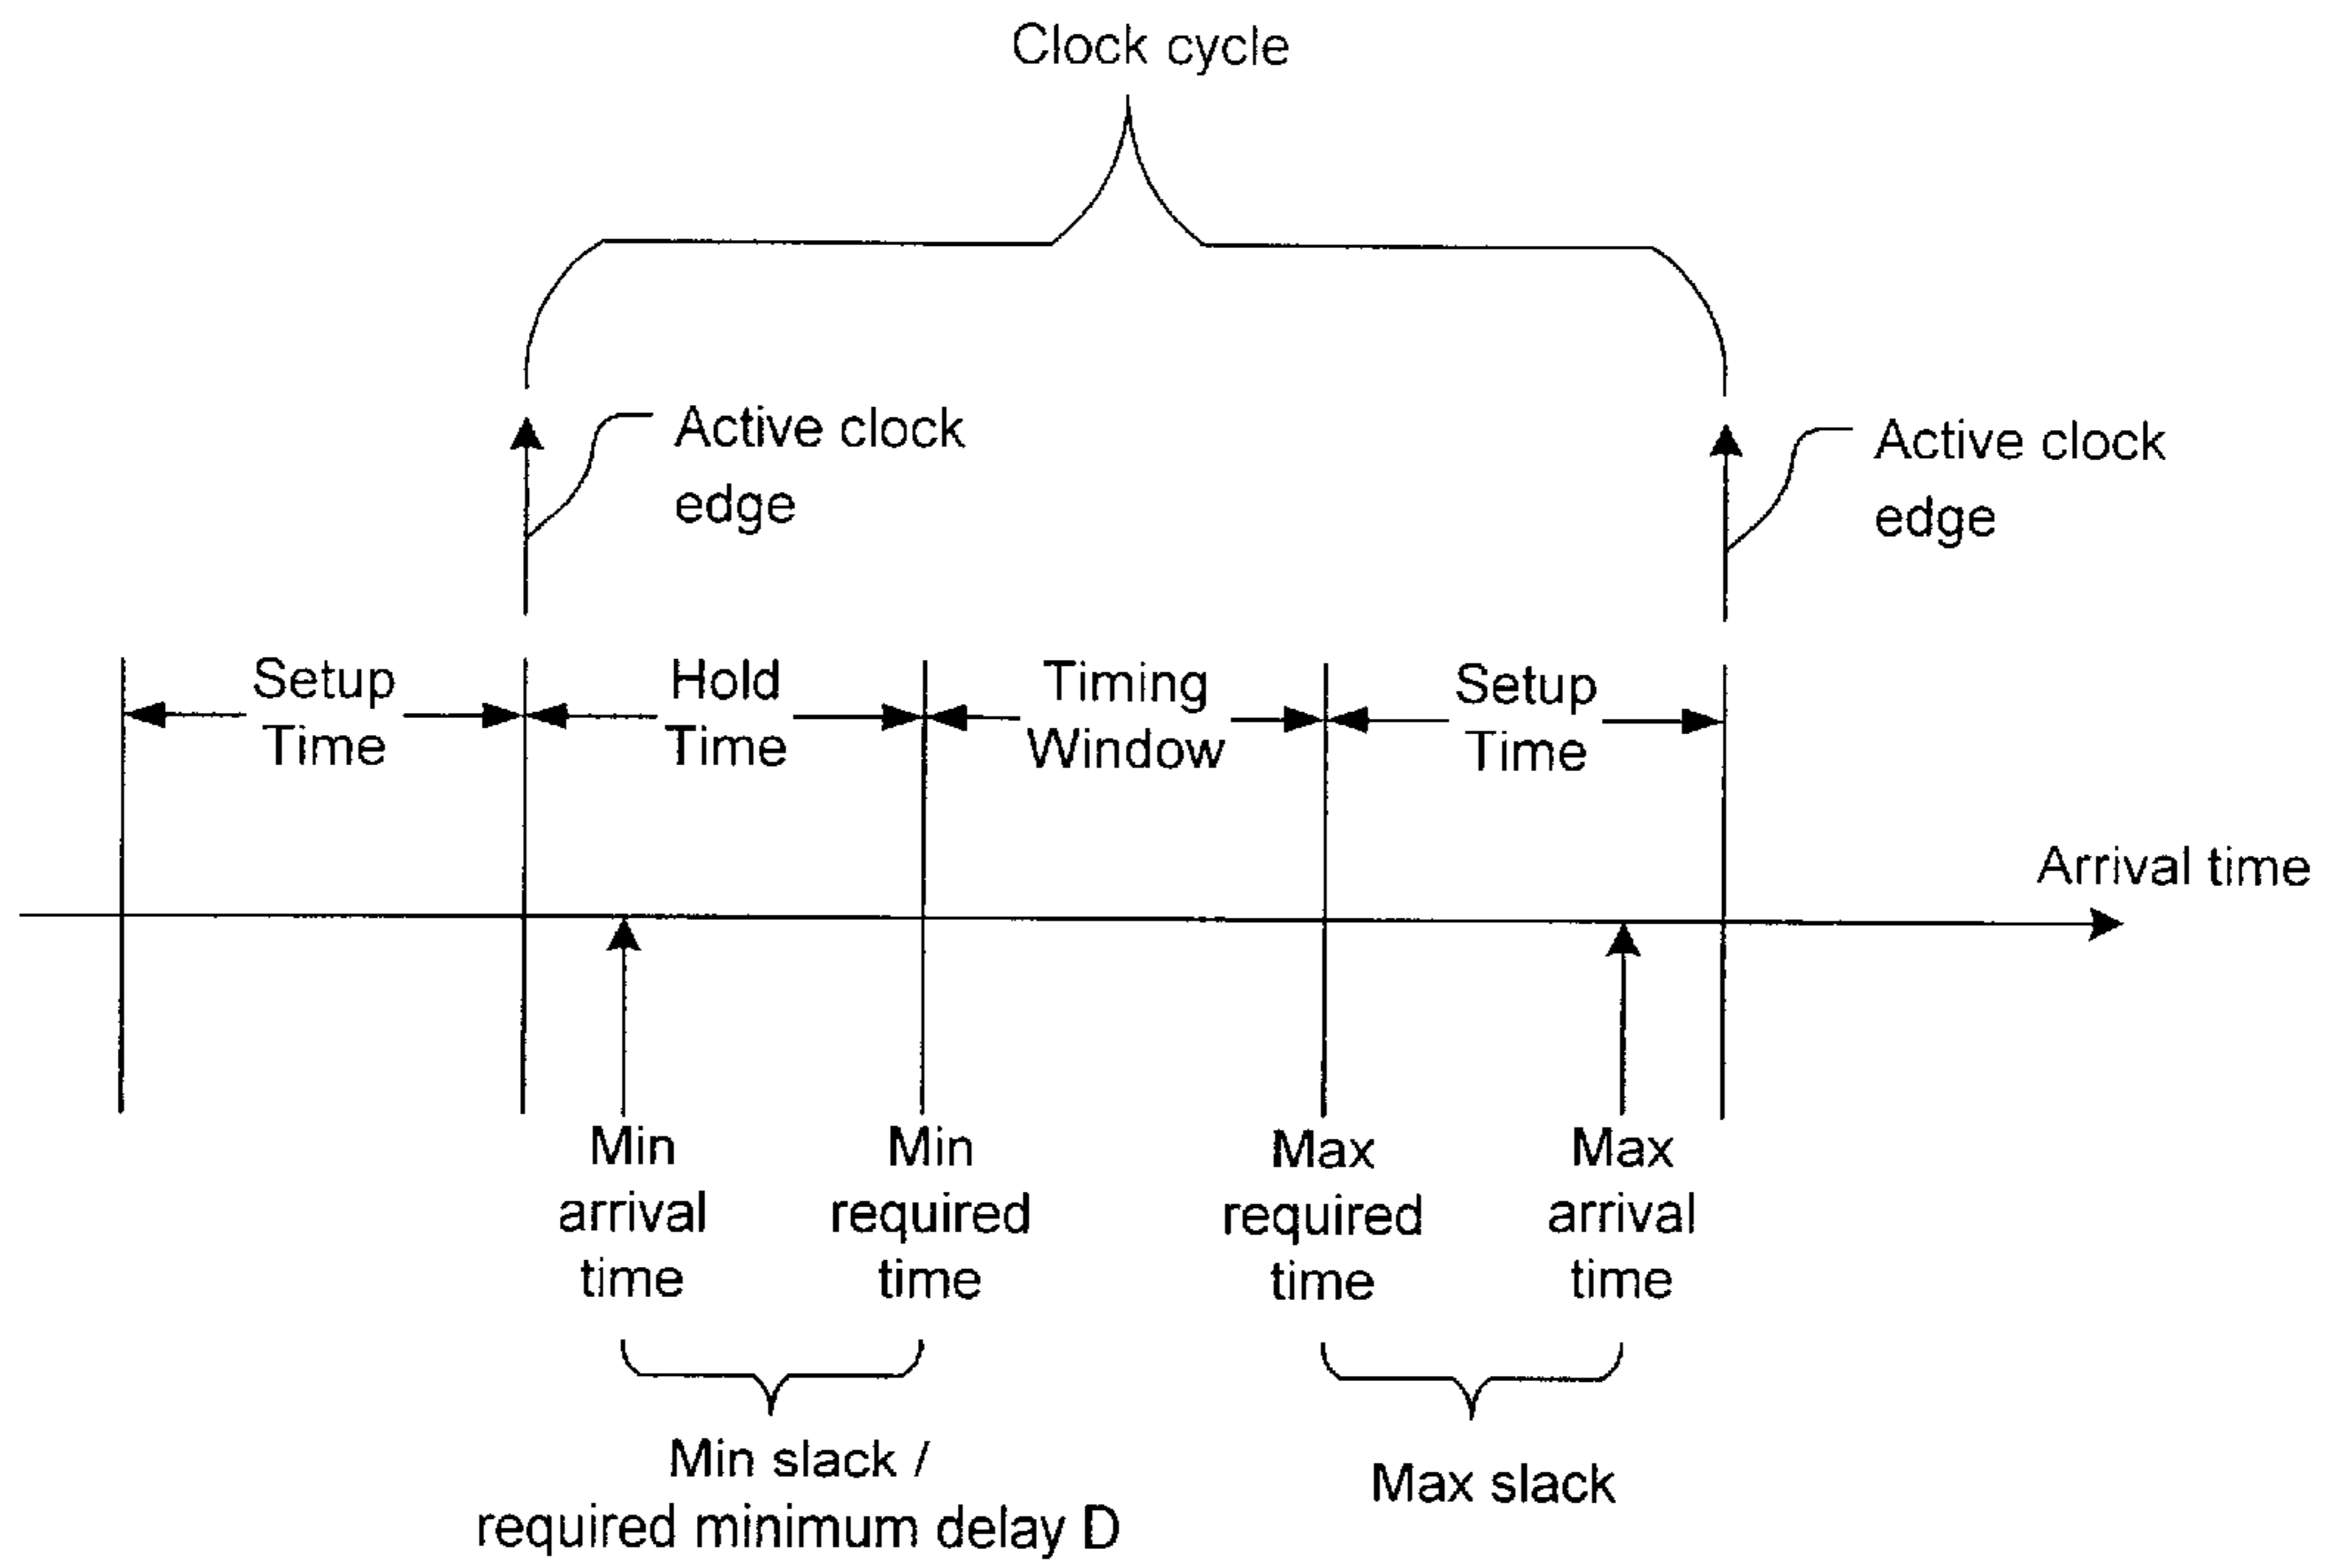 Clock cycle
Active clock
edge
Active clock
edge
Setup
Time
Hold
Time
Timing
Window
Setup
Time
Arrival time
Min
arrival
time
Min
required
time
Max
required
time
Max
arrival
time
Min slack /
required minimum delay D
Max slack